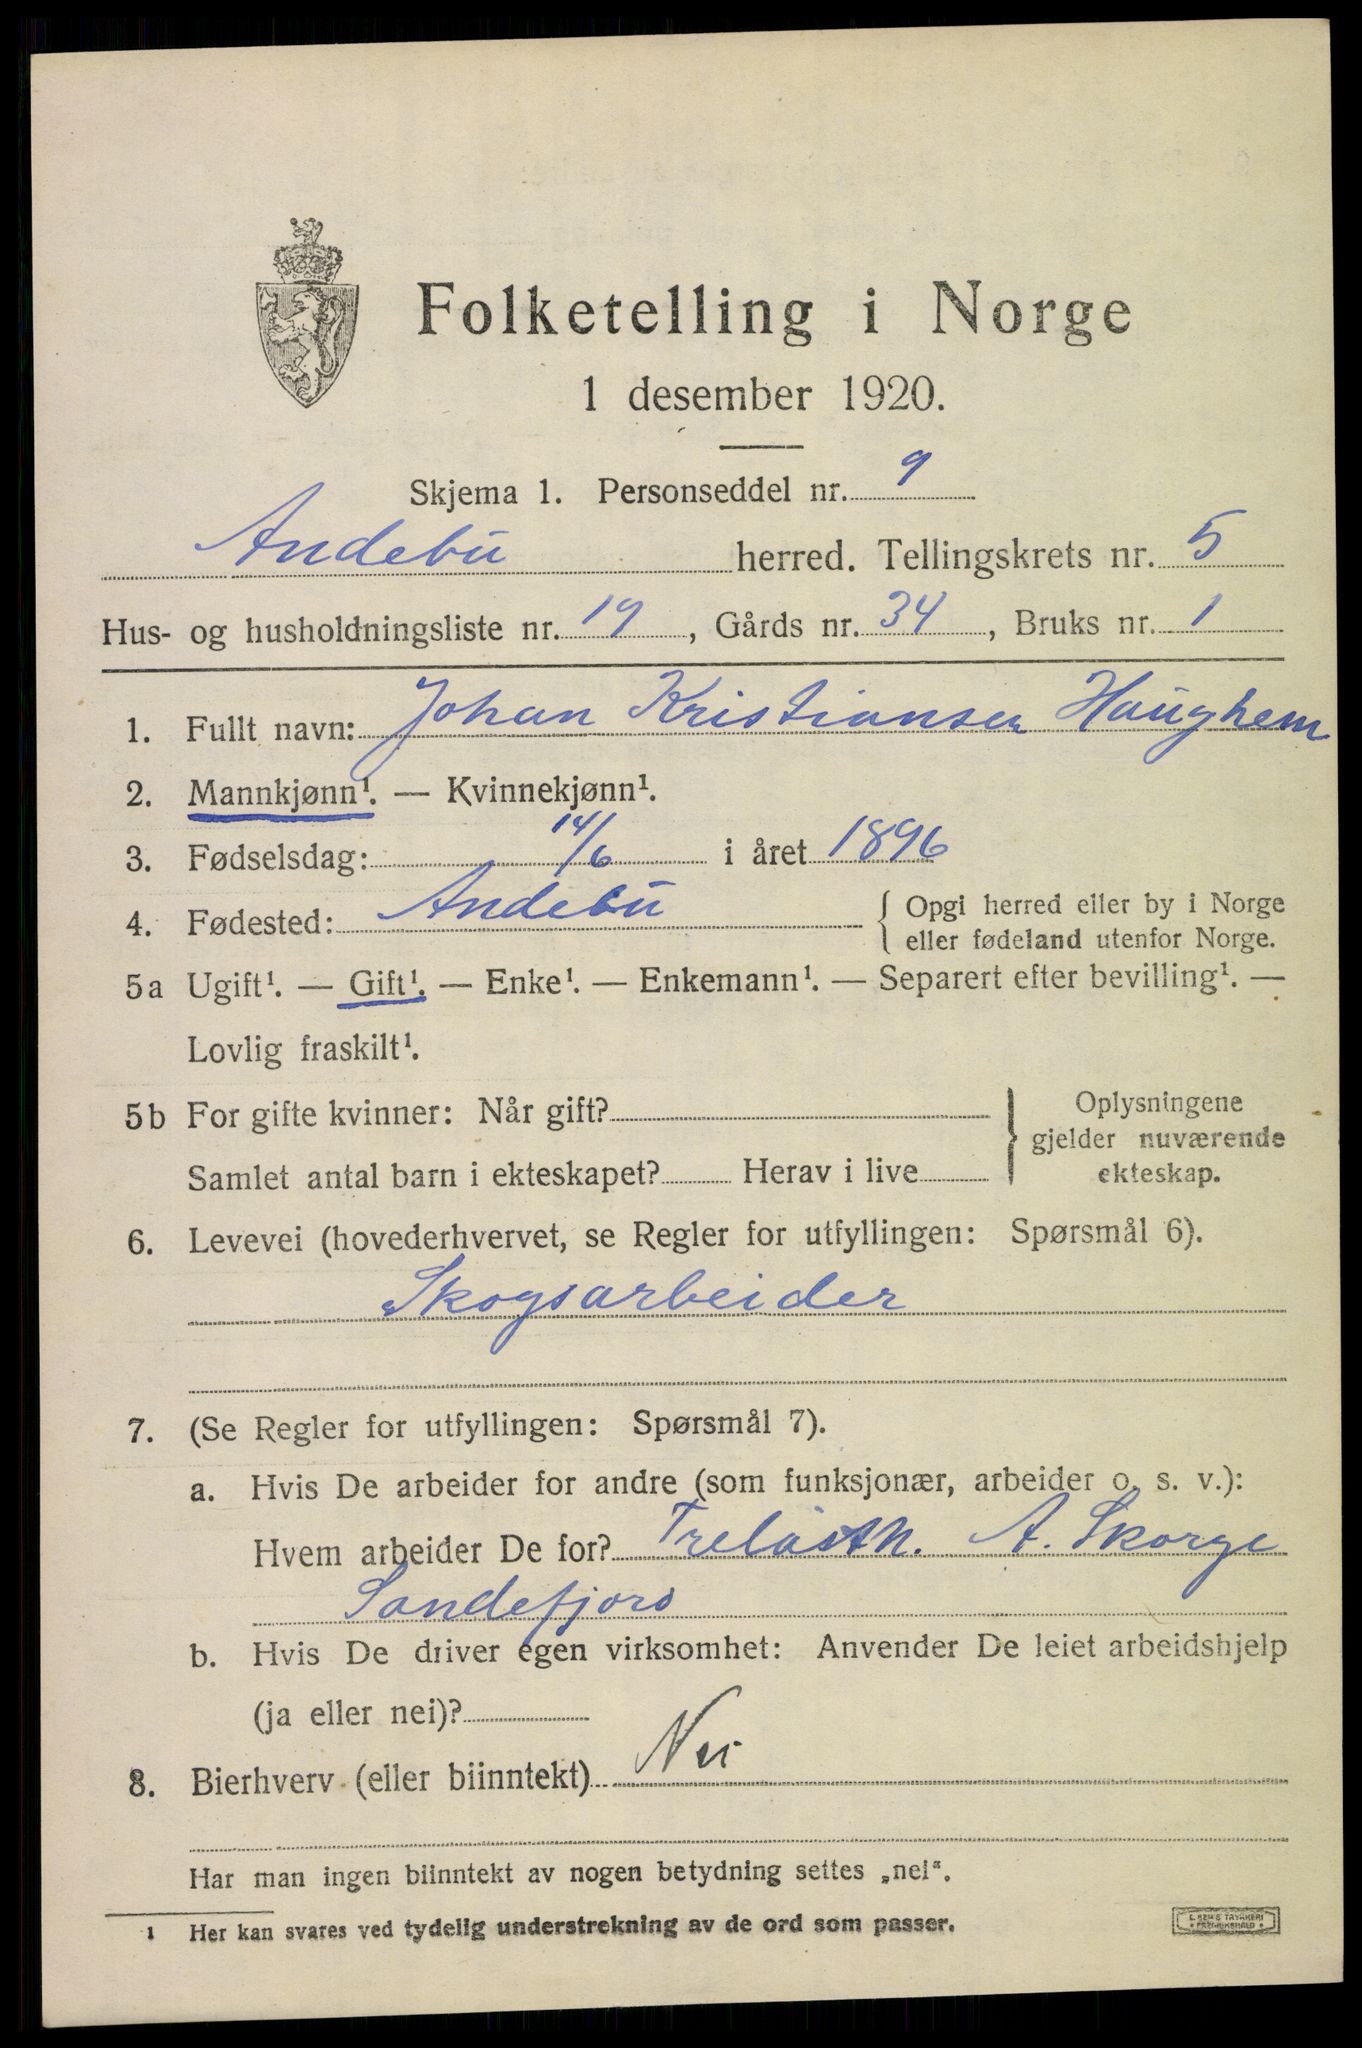 Folketelling i Norge
1 desember 1920.
Skjema 1. Personseddel nr. 9
Andebu herred. Tellingskrets nr. 5
Hus- og husholdningsliste nr. 19, Gårds nr. 34, Bruks nr. 1
1. Fullt navn: Johan Kristiansen Haughem
2. Mannkjønn¹. — Kvinnekjønn¹.
3. Fødselsdag: 14/6 i året 1896
4. Fødested: Andebu { Opgi herred eller by i Norge
eller fødeland utenfor Norge.
5a Ugift¹. — Gift¹. — Enke¹. — Enkemann¹. — Separert efter bevilling¹. —
Lovlig fraskilt¹.
5b For gifte kvinner: Når gift? } Oplysningene
gjelder nuværende
Samlet antal barn i ekteskapet? Herav i live ekteskap.
6. Levevei (hovederhvervet, se Regler for utfyllingen: Spørsmål 6).
Skogsarbeider
7. (Se Regler for utfyllingen: Spørsmål 7).
a. Hvis De arbeider for andre (som funksjonær, arbeider o. s. v.):
Hvem arbeider De for? Trelasth. A. Skorge
Sandefjord
b. Hvis De driver egen virksomhet: Anvender De leiet arbeidshjelp
(ja eller nei)?
8. Bierhverv (eller biinntekt) Nei
Har man ingen biinntekt av nogen betydning settes „nei".
¹ Her kan svares ved tydelig understrekning av de ord som passer.